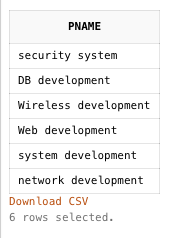 PNAME
security system
DB development
Wireless development
Web development
system development
network development
Download CSV
6 rows selected.